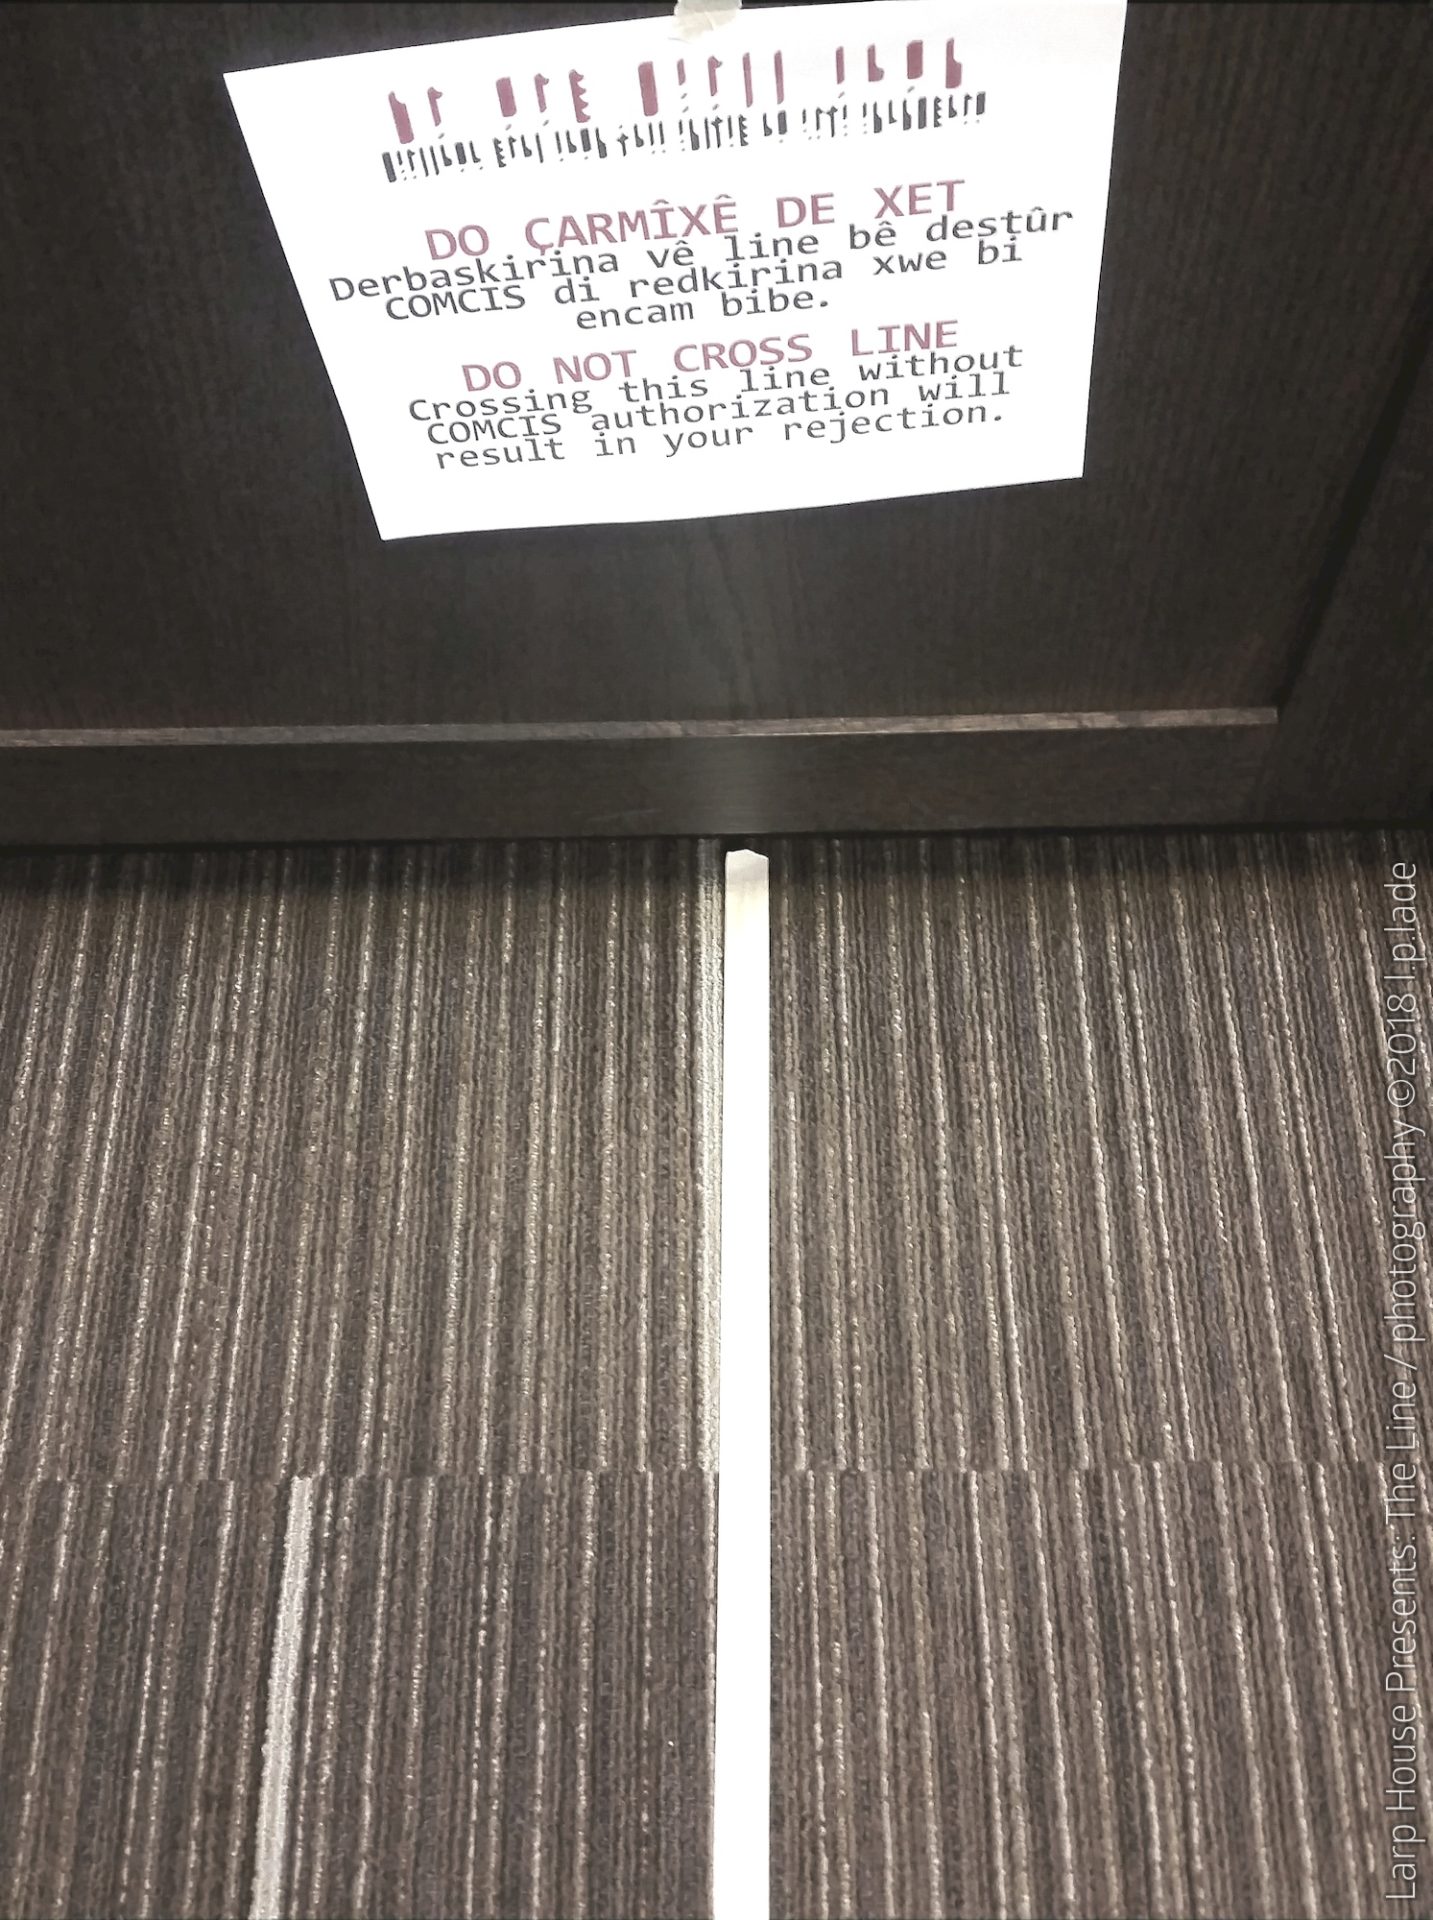 DO ÇARMÎXÊ DE XET
Derbaskirina vê line bê destûr
COMCIS di redkirina xwe bi
encam bibe.
DO NOT CROSS LINE
Crossing this line without
COMCIS authorization will
result in your rejection.
Larp House Presents: The Line / photography ©2018 l.p.lade